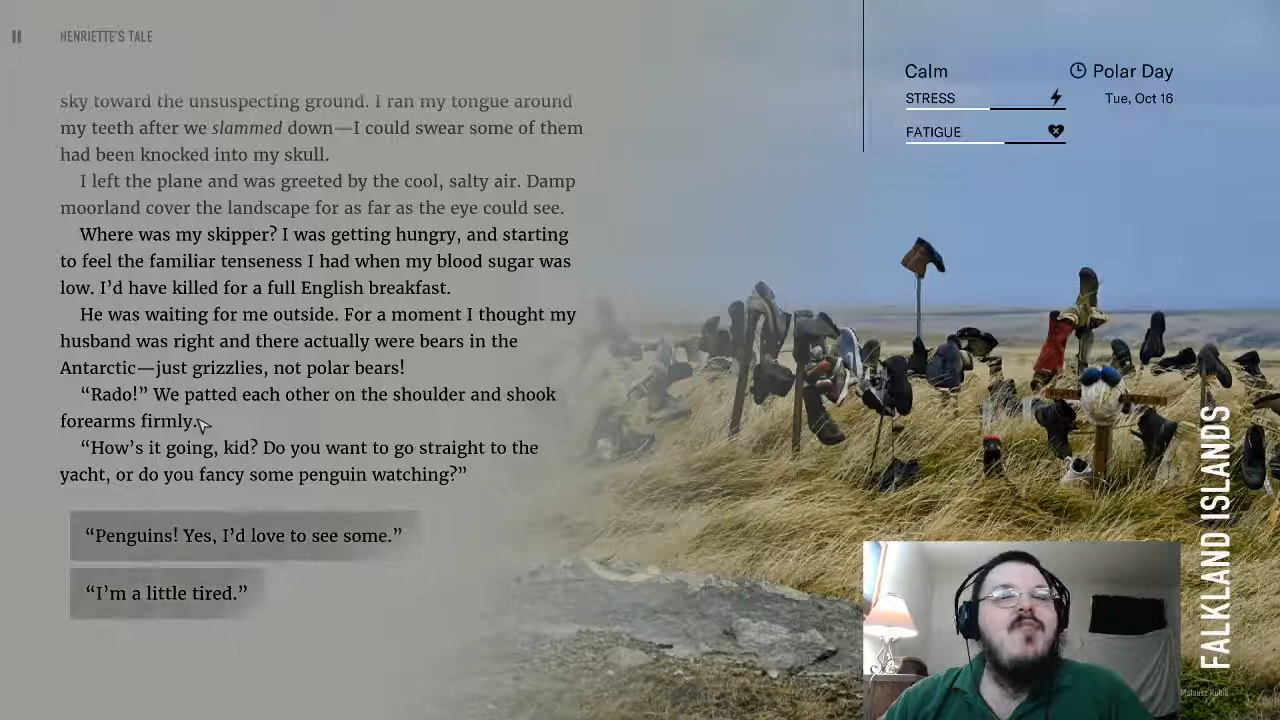 HENRIETTE'S TALE
sky toward the unsuspecting ground. I ran my tongue around
my teeth after we slammed down—I could swear some of them
had been knocked into my skull.
I left the plane and was greeted by the cool, salty air. Damp
moorland cover the landscape for as far as the eye could see.
Where was my skipper? I was getting hungry, and starting
to feel the familiar tenseness I had when my blood sugar was
low. I'd have killed for a full English breakfast.
He was waiting for me outside. For a moment I thought my
husband was right and there actually were bears in the
Antarctic—just grizzlies, not polar bears!
“Rado!” We patted each other on the shoulder and shook
forearms firmly.
“How's it going, kid? Do you want to go straight to the
yacht, or do you fancy some penguin watching?”
“Penguins! Yes, I'd love to see some.”
“I'm a little tired.”
Calm
Polar Day
STRESS
Tue, Oct 16
FATIGUE
FALKLAND ISLANDS